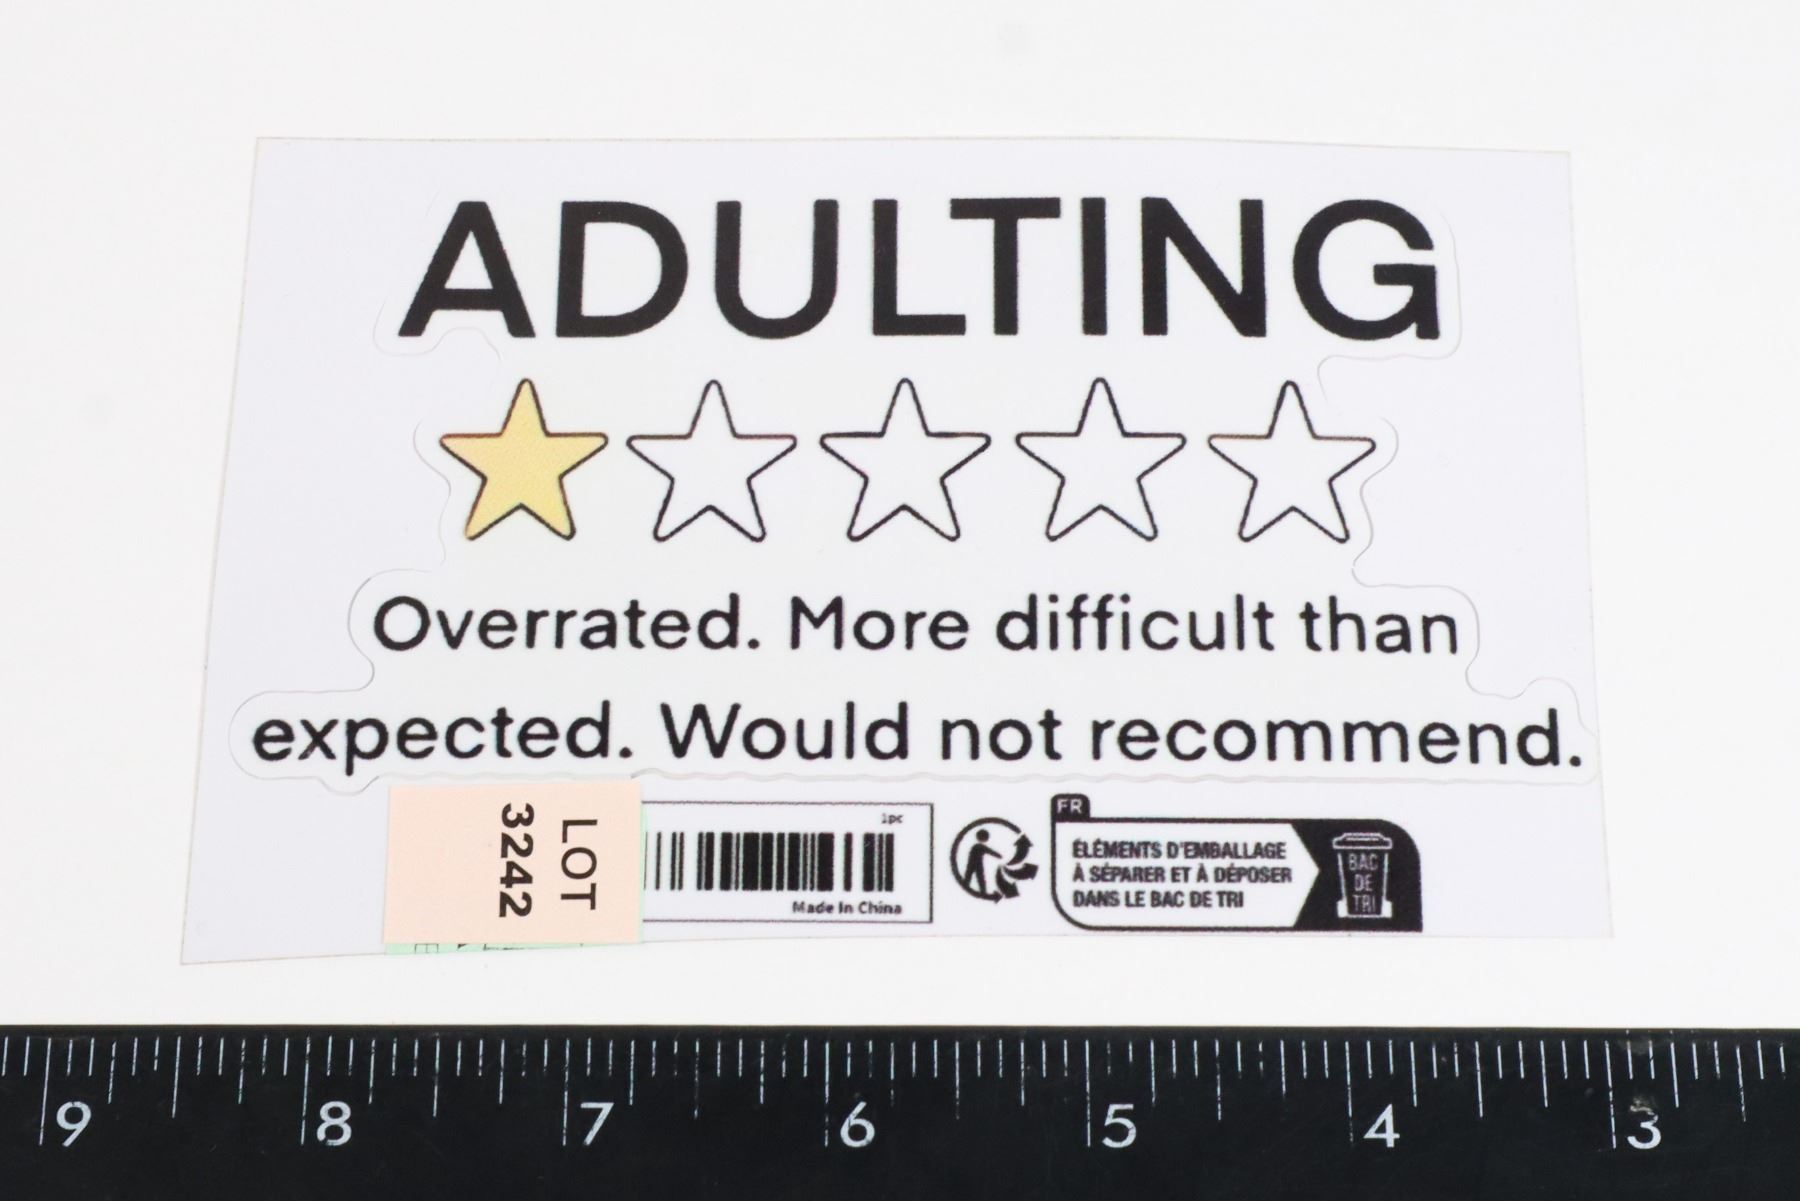 ADULTING
Overrated. More difficult than
expected. Would not recommend.
LOT
3242
1pc
Made In China
FR
ÉLÉMENTS D'EMBALLAGE
À SÉPARER ET À DÉPOSER
DANS LE BAC DE TRI
BAC
DE
TRI
9 8 7 6 5 4 3